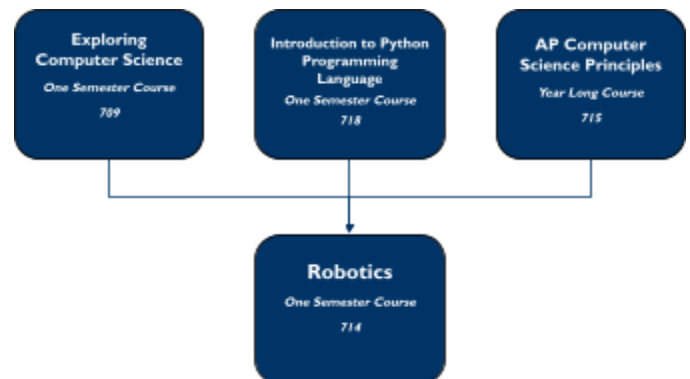 Exploring
Computer Science
One Semester Course
709
Introduction to Python
Programming
Language
One Semester Course
718
AP Computer
Science Principles
Year Long Course
715
Robotics
One Semester Course
714